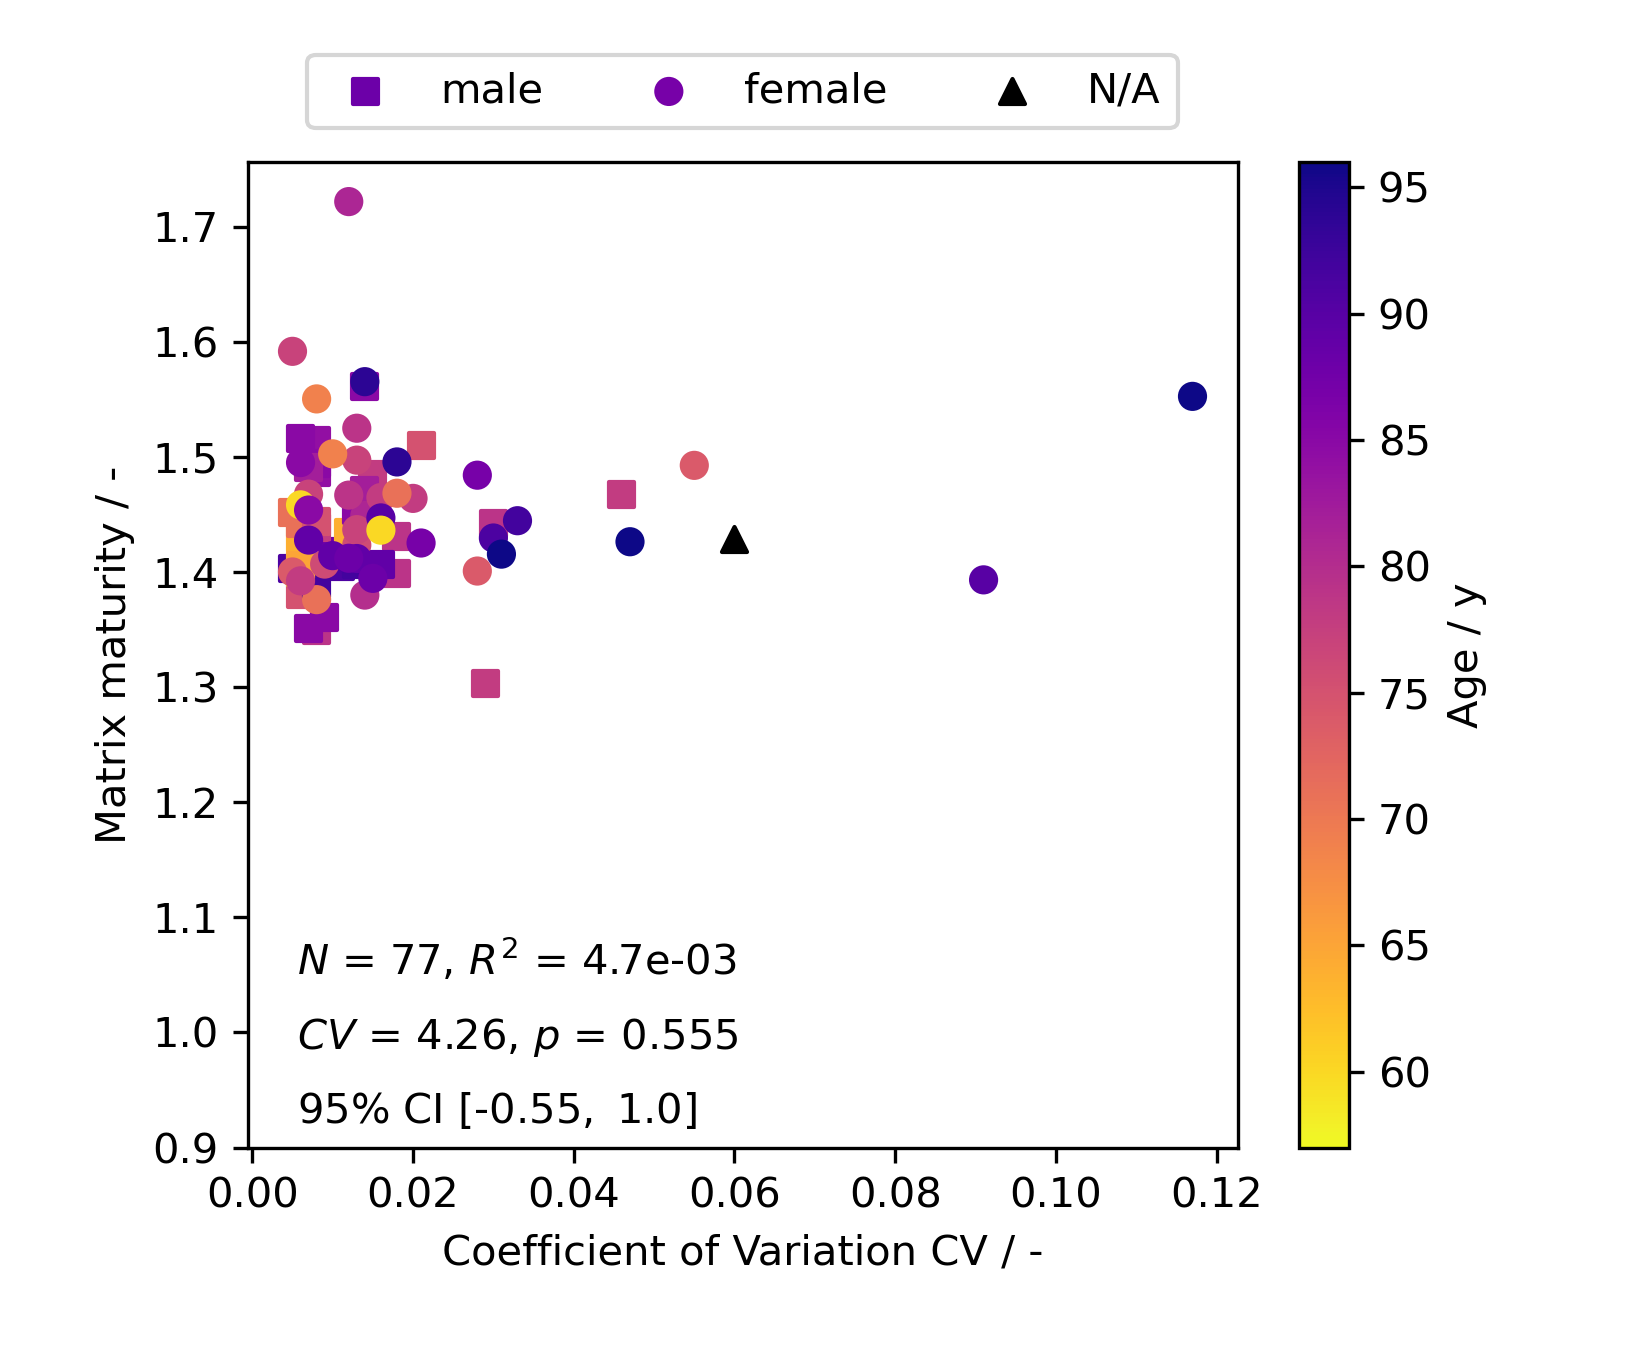 male female N/A
1.7
1.6
1.5
1.4
1.3
1.2
1.1
1.0
0.9
Matrix maturity / -
N = 77, R² = 4.7e-03
CV = 4.26, p = 0.555
95% CI [-0.55, 1.0]
0.00 0.02 0.04 0.06 0.08 0.10 0.12
Coefficient of Variation CV / -
95
90
85
80
75
70
65
60
Age / y